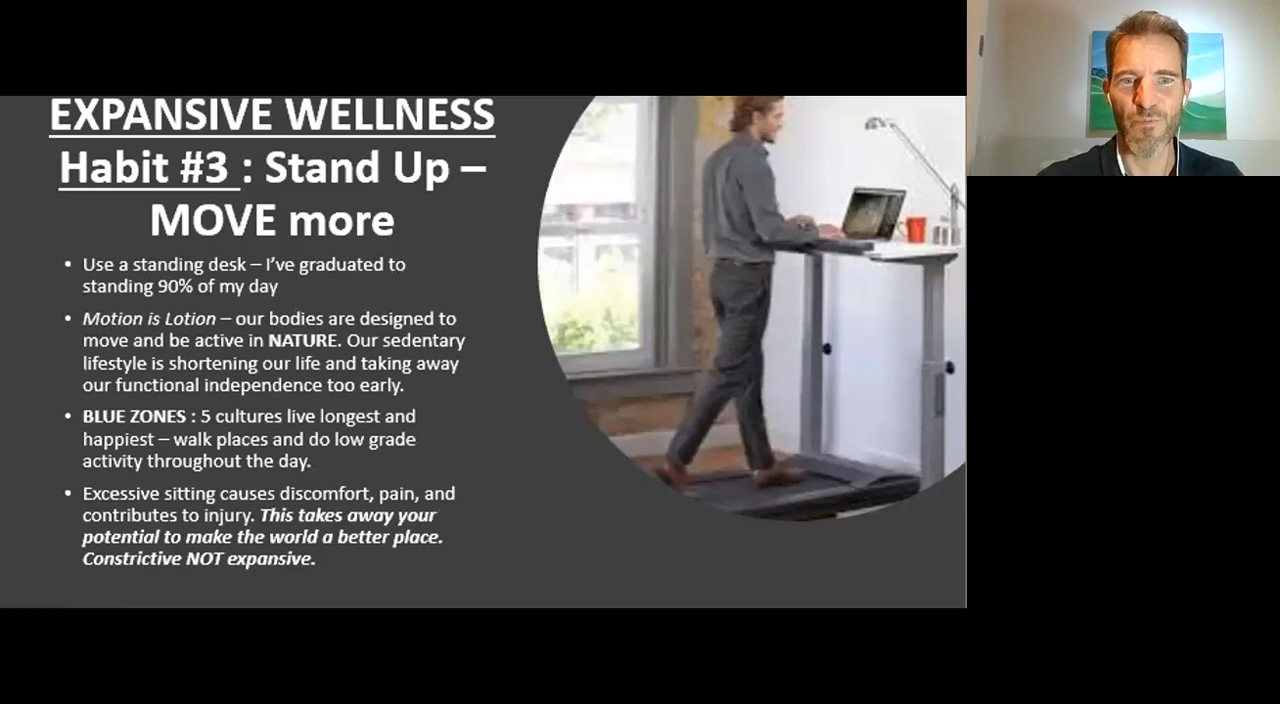 EXPANSIVE WELLNESS
Habit #3 : Stand Up –
MOVE more
• Use a standing desk – I've graduated to
standing 90% of my day
• Motion is Lotion – our bodies are designed to
move and be active in NATURE. Our sedentary
lifestyle is shortening our life and taking away
our functional independence too early.
• BLUE ZONES : 5 cultures live longest and
happiest – walk places and do low grade
activity throughout the day.
• Excessive sitting causes discomfort, pain, and
contributes to injury. This takes away your
potential to make the world a better place.
Constrictive NOT expansive.